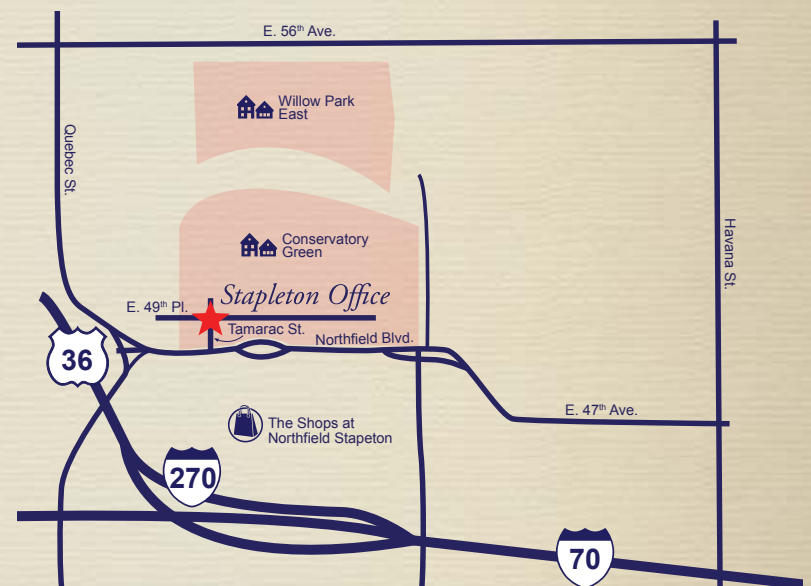 E. 56th Ave.
Willow Park
East
Quebec St.
Havana St.
Conservatory
Green
Stapleton Office
E. 49th Pl.
Tamarac St.
Northfield Blvd.
36
E. 47th Ave.
The Shops at
Northfield Stapeton
270
70